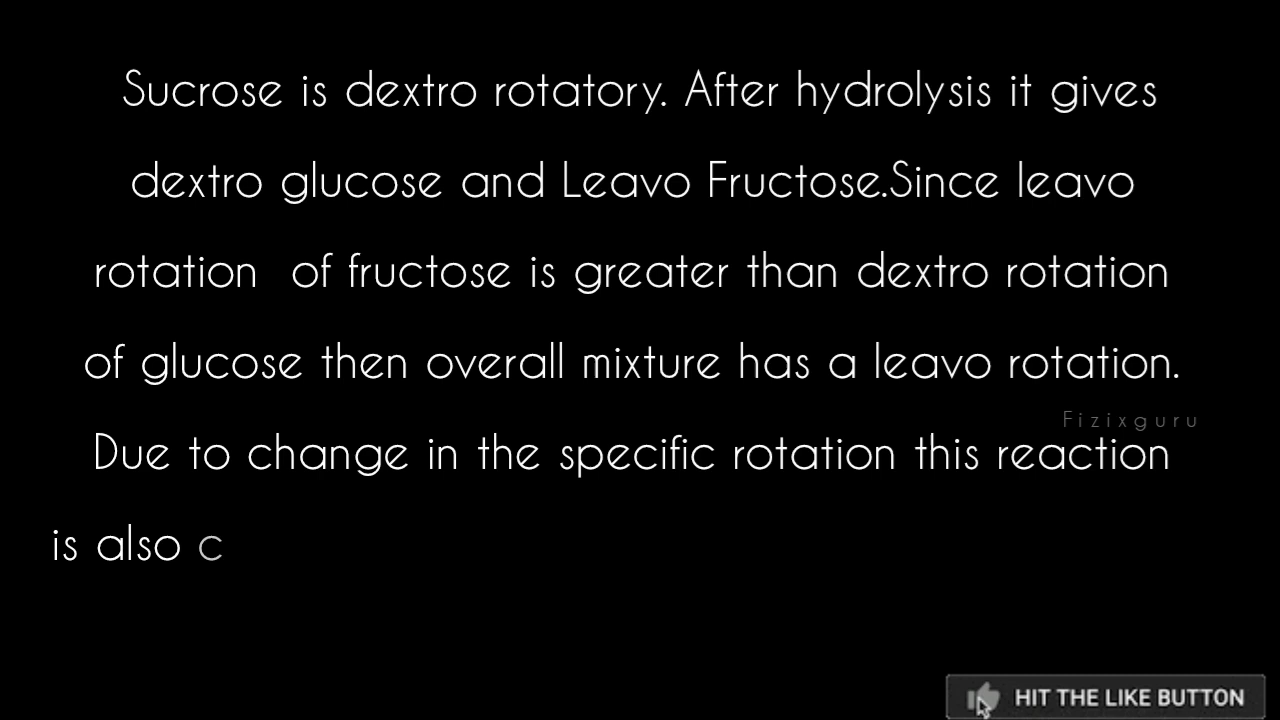 Sucrose is dextro rotatory. After hydrolysis it gives
dextro glucose and Leavo Fructose.Since leavo
rotation of fructose is greater than dextro rotation
of glucose then overall mixture has a leavo rotation.
Fizixguru
Due to change in the specific rotation this reaction
is also c
HIT THE LIKE BUTTON